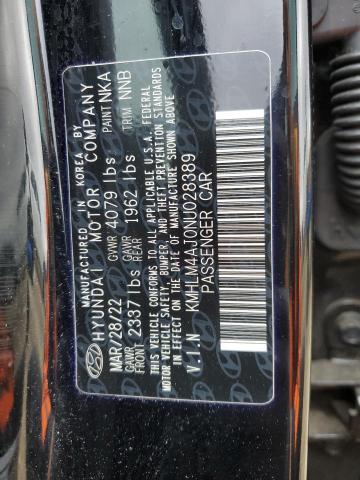 MANUFACTURED IN KOREA BY
HYUNDAI MOTOR COMPANY
MAR/28/22 GVWR 4079 lbs PAINT NKA
GAWR FRONT 2337 lbs GAWR REAR 1962 lbs TRIM NNB
THIS VEHICLE CONFORMS TO ALL APPLICABLE U.S.A. FEDERAL
MOTOR VEHICLE SAFETY, BUMPER, AND THEFT PREVENTION STANDARDS
IN EFFECT ON THE DATE OF MANUFACTURE SHOWN ABOVE
V.I.N KMHLM4AJ0NU028389
PASSENGER CAR